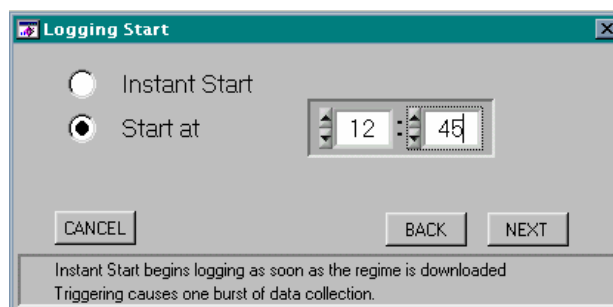 Logging Start
Instant Start
Start at 12 : 45
CANCEL BACK NEXT
Instant Start begins logging as soon as the regime is downloaded
Triggering causes one burst of data collection.